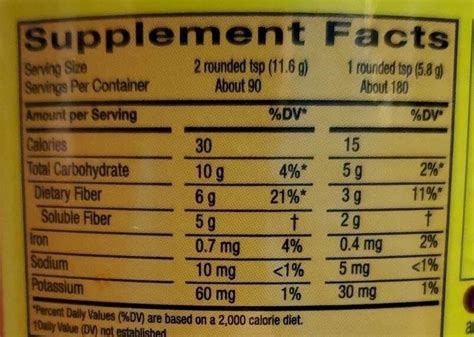 Supplement Facts
Serving Size 2 rounded tsp (11.6 g) 1 rounded tsp (5.8 g)
Servings Per Container About 90 About 180
Amount per Serving %DV* %DV*
Calories 30 15
Total Carbohydrate 10 g 4%* 5 g 2%*
Dietary Fiber 6 g 21%* 3 g 11%*
Soluble Fiber 5 g † 2 g †
Iron 0.7 mg 4% 0.4 mg 2%
Sodium 10 mg <1% 5 mg <1%
Potassium 60 mg 1% 30 mg 1%
*Percent Daily Values (%DV) are based on a 2,000 calorie diet.
†Daily Value (DV) not established